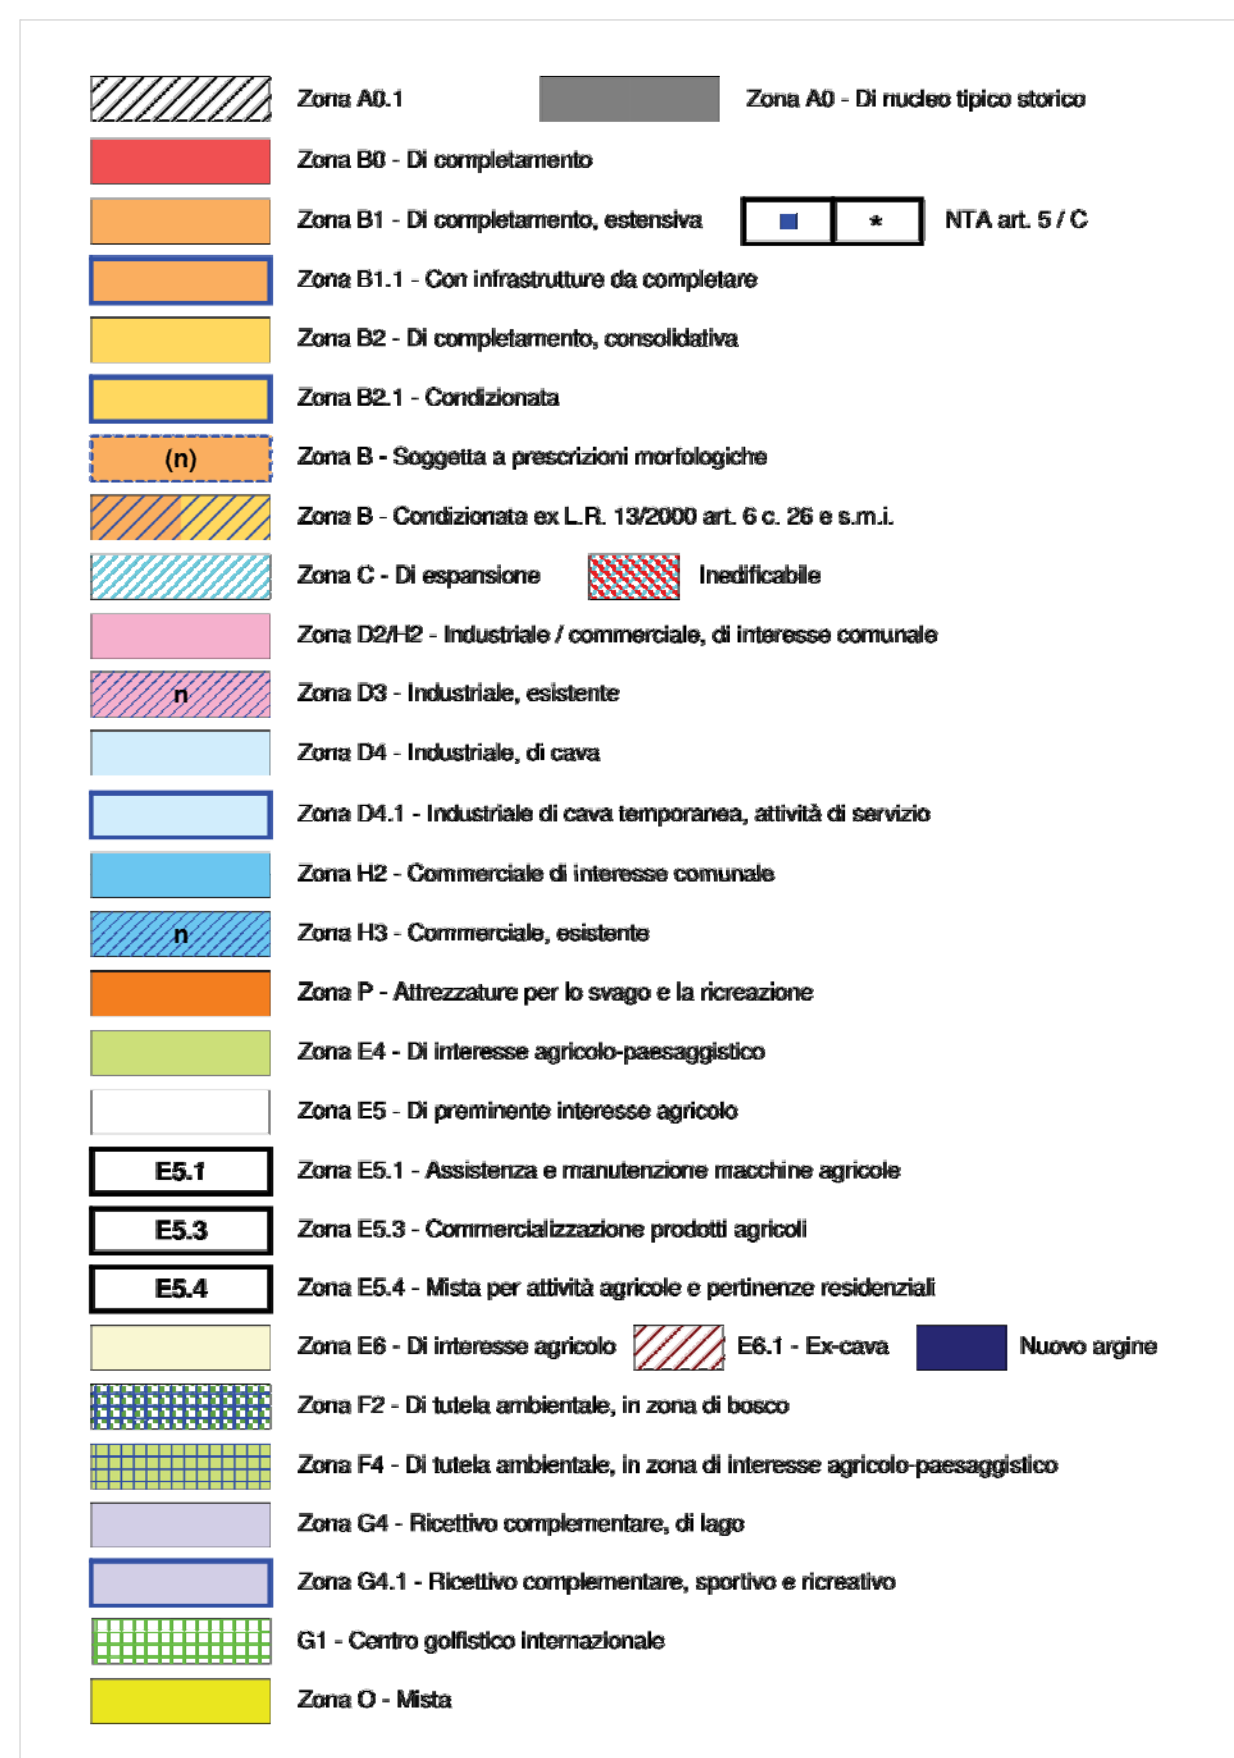 Zona A0.1 Zona A0 - Di nucleo tipico storico
Zona B0 - Di completamento
Zona B1 - Di completamento, estensiva * NTA art. 5 / C
Zona B1.1 - Con infrastrutture da completare
Zona B2 - Di completamento, consolidativa
Zona B2.1 - Condizionata
(n) Zona B - Soggetta a prescrizioni morfologiche
Zona B - Condizionata ex L.R. 13/2000 art. 6 c. 26 e s.m.i.
Zona C - Di espansione Inedificabile
Zona D2/H2 - Industriale / commerciale, di interesse comunale
n Zona D3 - Industriale, esistente
Zona D4 - Industriale, di cava
Zona D4.1 - Industriale di cava temporanea, attività di servizio
Zona H2 - Commerciale di interesse comunale
n Zona H3 - Commerciale, esistente
Zona P - Attrezzature per lo svago e la ricreazione
Zona E4 - Di interesse agricolo-paesaggistico
Zona E5 - Di preminente interesse agricolo
E5.1 Zona E5.1 - Assistenza e manutenzione macchine agricole
E5.3 Zona E5.3 - Commercializzazione prodotti agricoli
E5.4 Zona E5.4 - Mista per attività agricole e pertinenze residenziali
Zona E6 - Di interesse agricolo E6.1 - Ex-cava Nuovo argine
Zona F2 - Di tutela ambientale, in zona di bosco
Zona F4 - Di tutela ambientale, in zona di interesse agricolo-paesaggistico
Zona G4 - Ricettivo complementare, di lago
Zona G4.1 - Ricettivo complementare, sportivo e ricreativo
G1 - Centro golfistico internazionale
Zona O - Mista